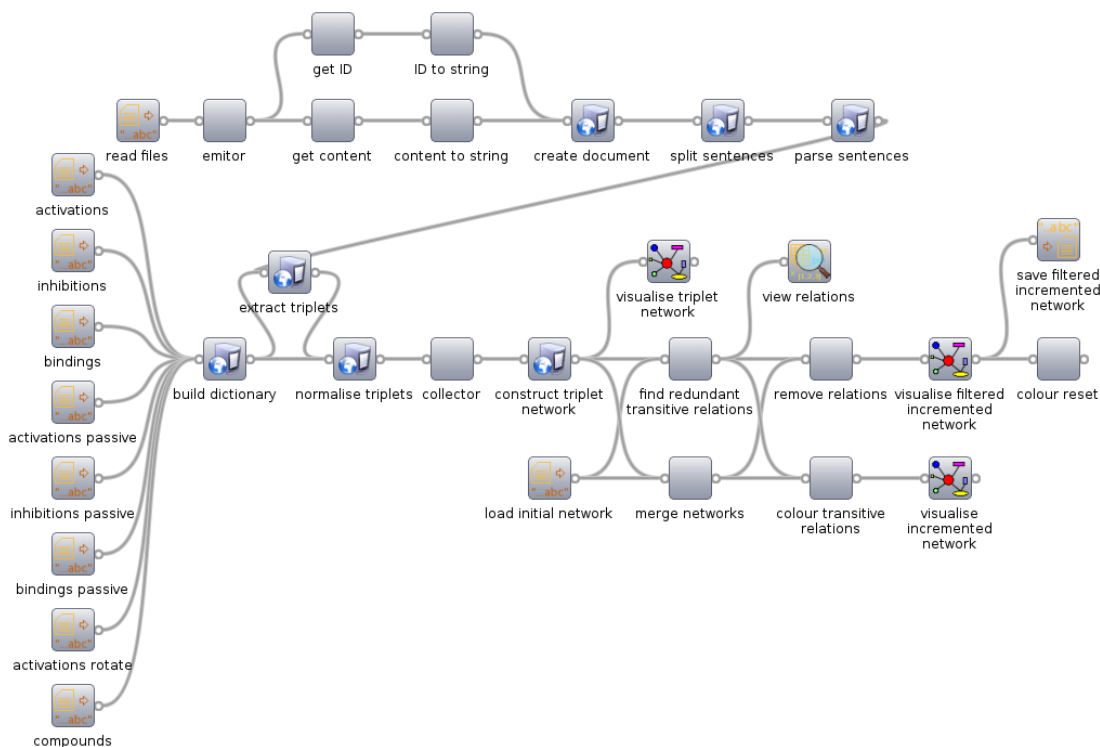 get ID
ID to string
read files
emitor
get content
content to string
create document
split sentences
parse sentences
activations
inhibitions
bindings
activations passive
inhibitions passive
bindings passive
activations rotate
compounds
extract triplets
build dictionary
normalise triplets
collector
construct triplet
network
visualise triplet
network
view relations
save filtered
incremented
network
find redundant
transitive relations
remove relations
visualise filtered
incremented
network
colour reset
load initial network
merge networks
colour transitive
relations
visualise
incremented
network